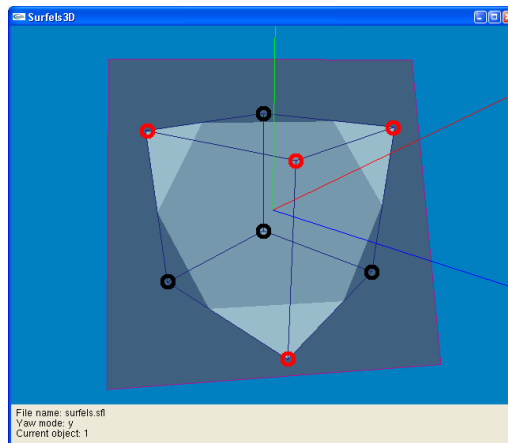 Surfels3D
File name: surfels.sfl
Yaw mode: y
Current object: 1